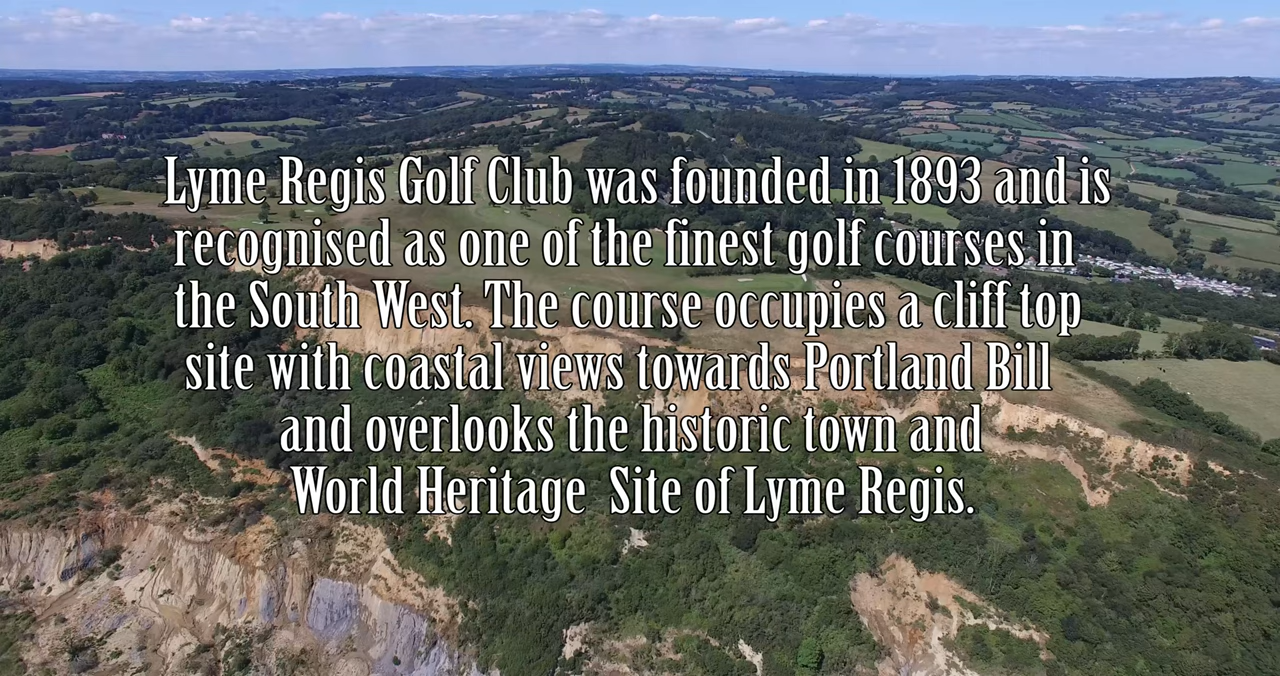 Lyme Regis Golf Club was founded in 1893 and is
recognised as one of the finest golf courses in
the South West. The course occupies a cliff top
site with coastal views towards Portland Bill
and overlooks the historic town and
World Heritage  Site of Lyme Regis.